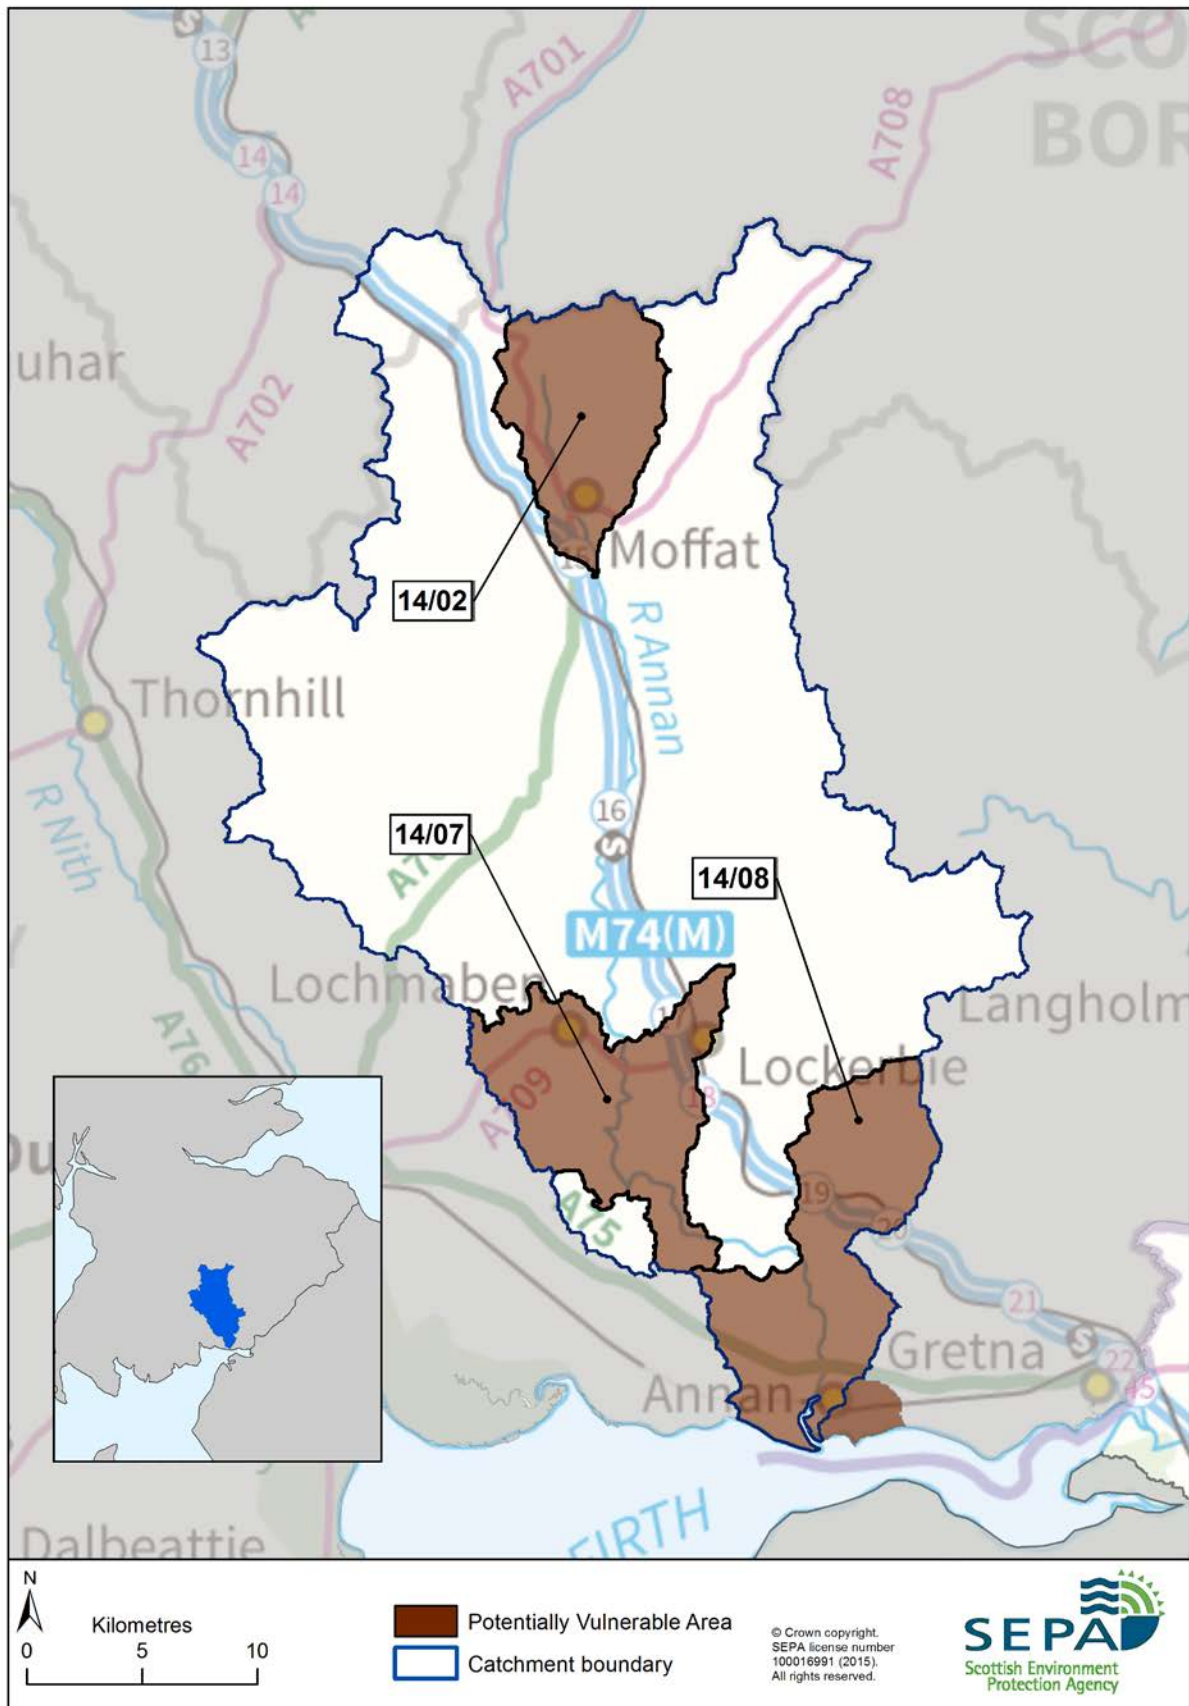 SCO
BOR
13
A701
A708
14
14
uhar
A702
15
Moffat
14/02
R Annan
Thornhill
R Nith
16
S
14/07
14/08
M74(M)
Lochmaben
Langholm
A76
Lockerbie
A709
18
19
20
A75
21
Gretna
S
22
45
Annan
FIRTH
Dalbeattie
N
Kilometres
0 5 10
Potentially Vulnerable Area
Catchment boundary
© Crown copyright.
SEPA license number
100016991 (2015).
All rights reserved.
SEPA
Scottish Environment
Protection Agency